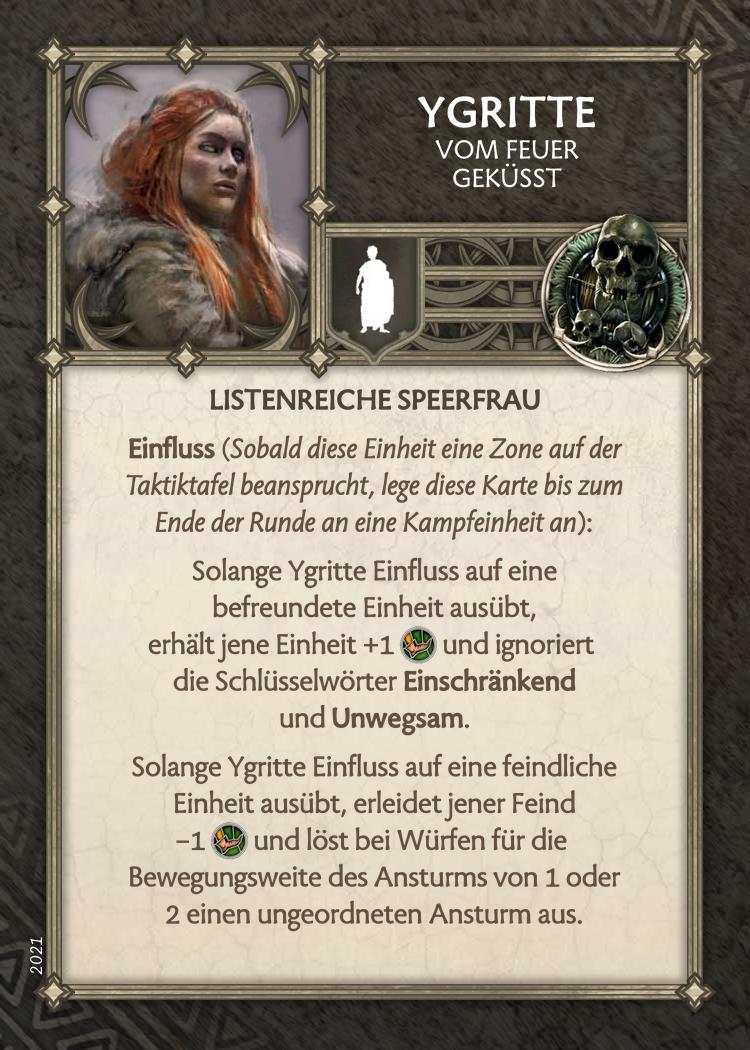 YGRITTE
VOM FEUER
GEKÜSST
LISTENREICHE SPEERFRAU
Einfluss (Sobald diese Einheit eine Zone auf der
Taktiktafel beansprucht, lege diese Karte bis zum
Ende der Runde an eine Kampfeinheit an):
Solange Ygritte Einfluss auf eine
befreundete Einheit ausübt,
erhält jene Einheit +1 und ignoriert
die Schlüsselwörter Einschränkend
und Unwegsam.
Solange Ygritte Einfluss auf eine feindliche
Einheit ausübt, erleidet jener Feind
−1 und löst bei Würfen für die
Bewegungsweite des Ansturms von 1 oder
2 einen ungeordneten Ansturm aus.
2021